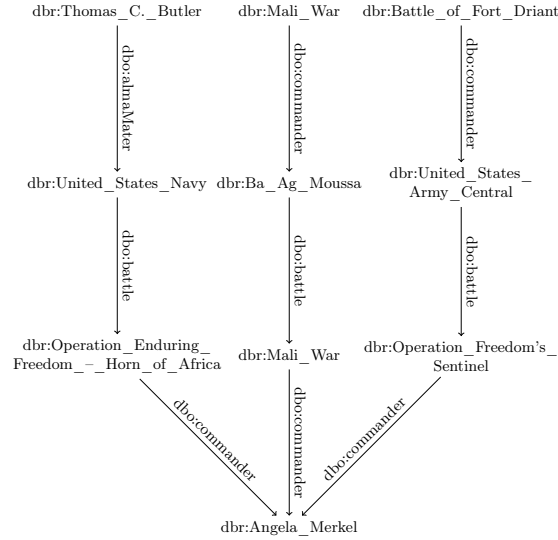 dbr:Thomas_C._Butler
dbr:Mali_War
dbr:Battle_of_Fort_Driant
dbo:almaMater
dbo:commander
dbo:commander
dbr:United_States_Navy
dbr:Ba_Ag_Moussa
dbr:United_States_
Army_Central
dbo:battle
dbo:battle
dbo:battle
dbr:Operation_Enduring_
Freedom_–_Horn_of_Africa
dbr:Mali_War
dbr:Operation_Freedom's_
Sentinel
dbo:commander
dbo:commander
dbo:commander
dbr:Angela_Merkel